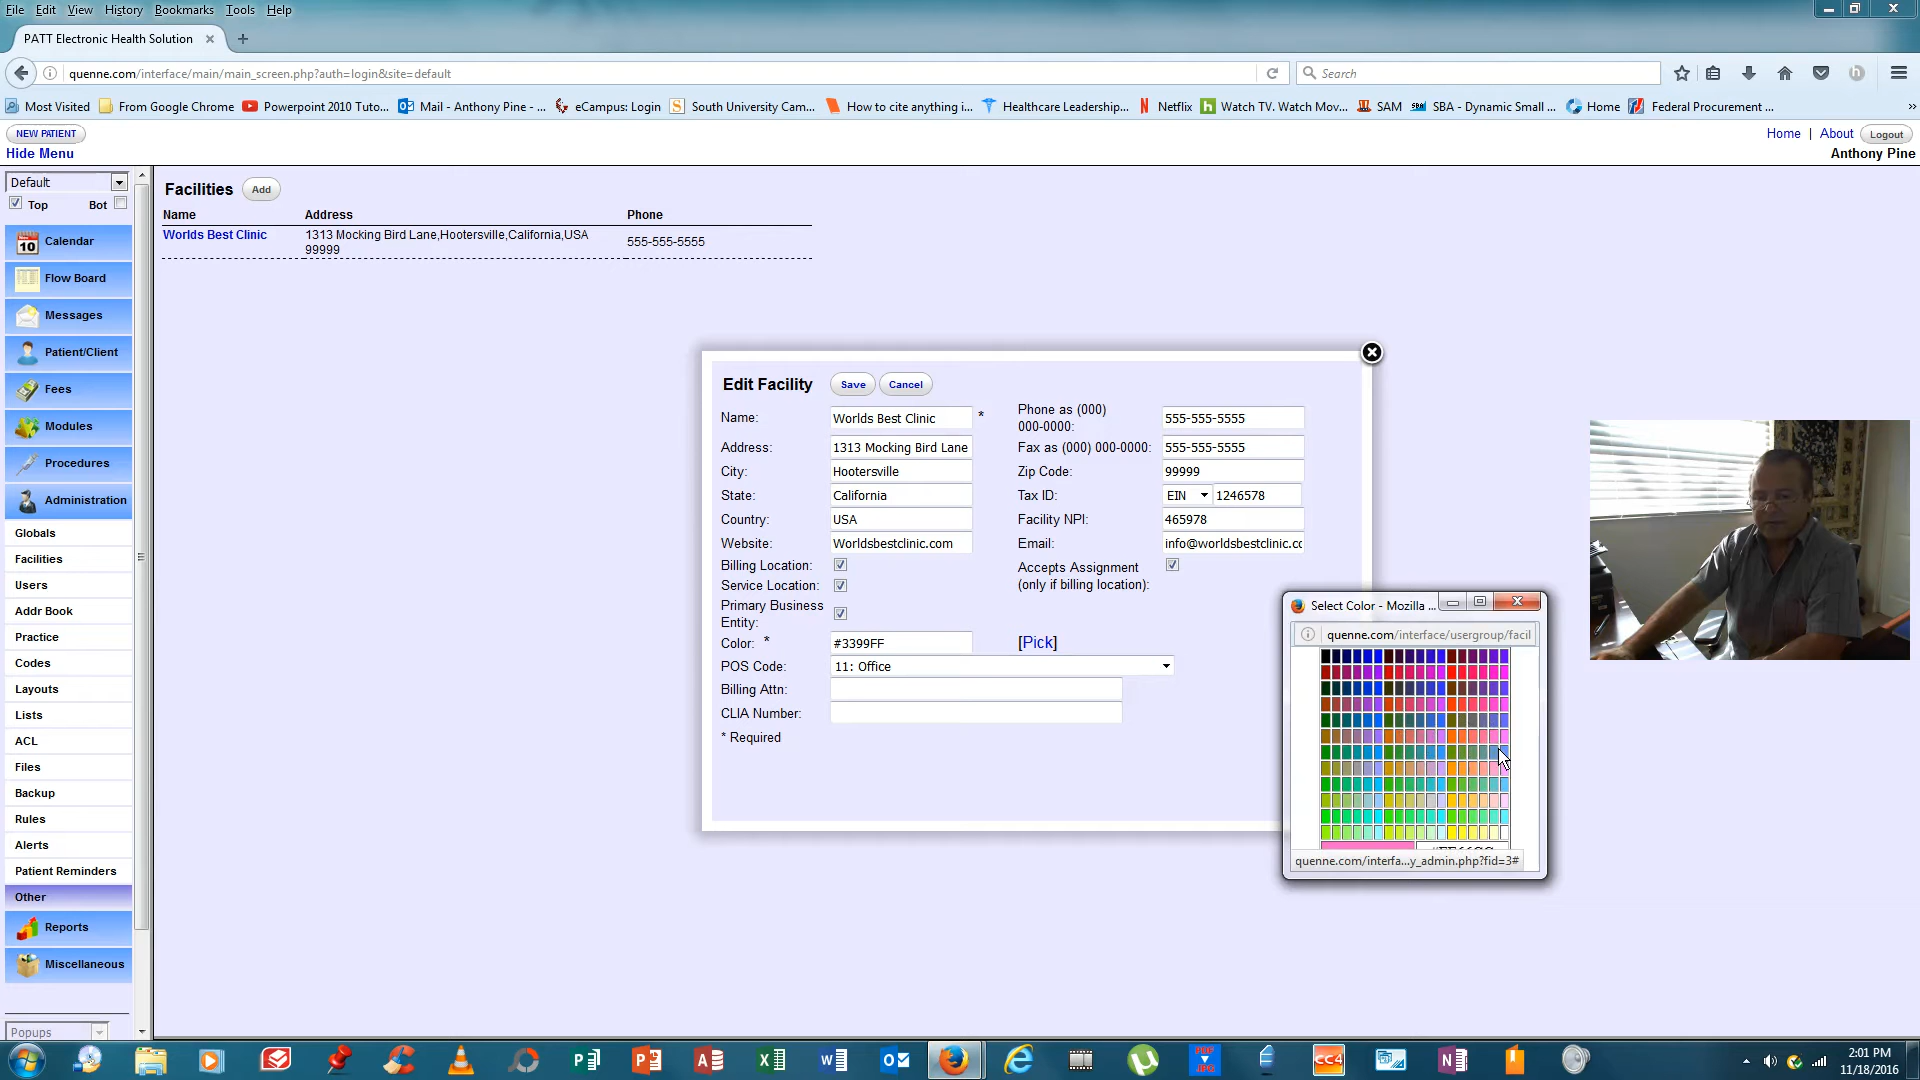 File Edit View History Bookmarks Tools Help
PATT Electronic Health Solution
quenne.com/interface/main/main_screen.php?auth=login&site=default
Search
Most Visited From Google Chrome Powerpoint 2010 Tuto... Mail - Anthony Pine - ... eCampus: Login South University Cam... How to cite anything i... Healthcare Leadership... Netflix Watch TV. Watch Mov... SAM SBA - Dynamic Small ... Home Federal Procurement ...
NEW PATIENT
Home | About Logout
Hide Menu
Anthony Pine
Default
Top Bot
Calendar
Flow Board
Messages
Patient/Client
Fees
Modules
Procedures
Administration
Globals
Facilities
Users
Addr Book
Practice
Codes
Layouts
Lists
ACL
Files
Backup
Rules
Alerts
Patient Reminders
Other
Reports
Miscellaneous
Popups
Facilities Add
Name Address Phone
Worlds Best Clinic 1313 Mocking Bird Lane,Hootersville,California,USA 555-555-5555
99999
Edit Facility Save Cancel
Name: Worlds Best Clinic * Phone as (000)
000-0000: 555-555-5555
Address: 1313 Mocking Bird Lane Fax as (000) 000-0000: 555-555-5555
City: Hootersville Zip Code: 99999
State: California Tax ID: EIN 1246578
Country: USA Facility NPI: 465978
Website: Worldsbestclinic.com Email: info@worldsbestclinic.cc
Billing Location: Accepts Assignment
(only if billing location):
Service Location:
Primary Business
Entity:
Color: * #3399FF [Pick]
POS Code: 11: Office
Billing Attn:
CLIA Number:
* Required
Select Color - Mozilla ...
quenne.com/interface/usergroup/facil
quenne.com/interfa...y_admin.php?fid=3#
2:01 PM
11/18/2016